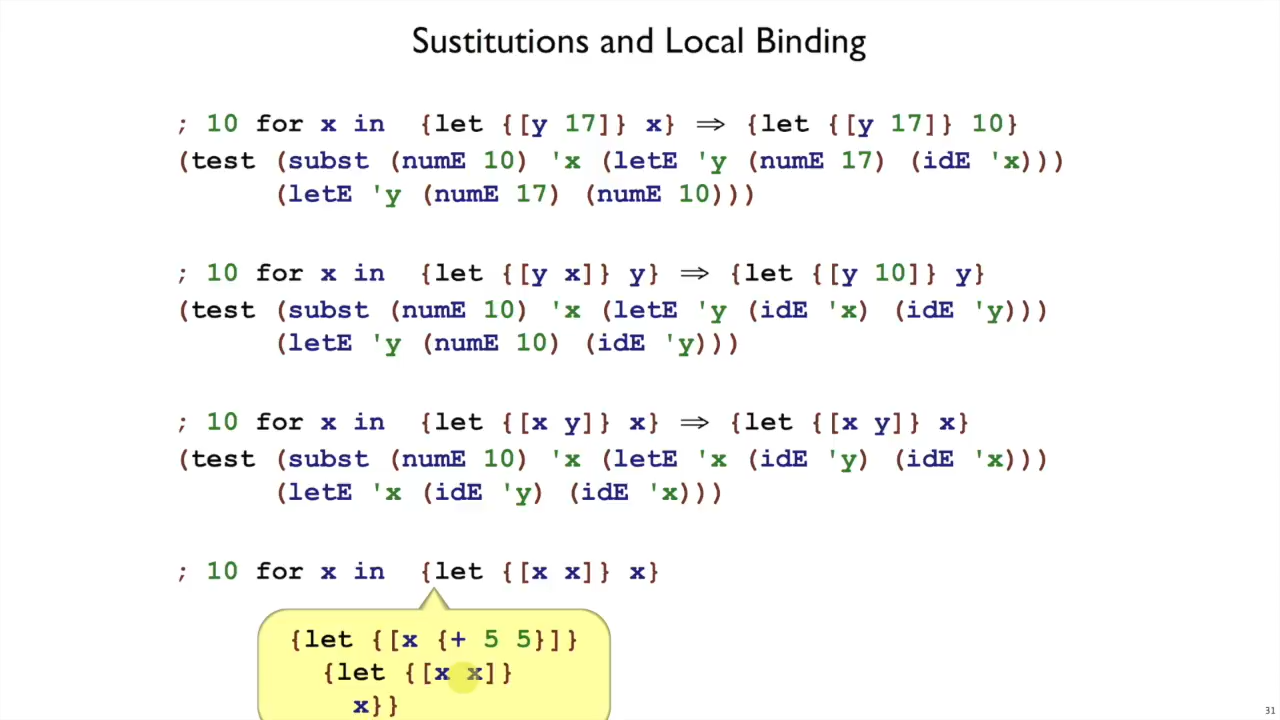 Sustitutions and Local Binding
; 10 for x in {let {[y 17]} x} ⇒ {let {[y 17]} 10}
(test (subst (numE 10) 'x (letE 'y (numE 17) (idE 'x)))
(letE 'y (numE 17) (numE 10)))
; 10 for x in {let {[y x]} y} ⇒ {let {[y 10]} y}
(test (subst (numE 10) 'x (letE 'y (idE 'x) (idE 'y)))
(letE 'y (numE 10) (idE 'y)))
; 10 for x in {let {[x y]} x} ⇒ {let {[x y]} x}
(test (subst (numE 10) 'x (letE 'x (idE 'y) (idE 'x)))
(letE 'x (idE 'y) (idE 'x)))
; 10 for x in {let {[x x]} x}
{let {[x {+ 5 5}]}
{let {[x x]}
x}}
31